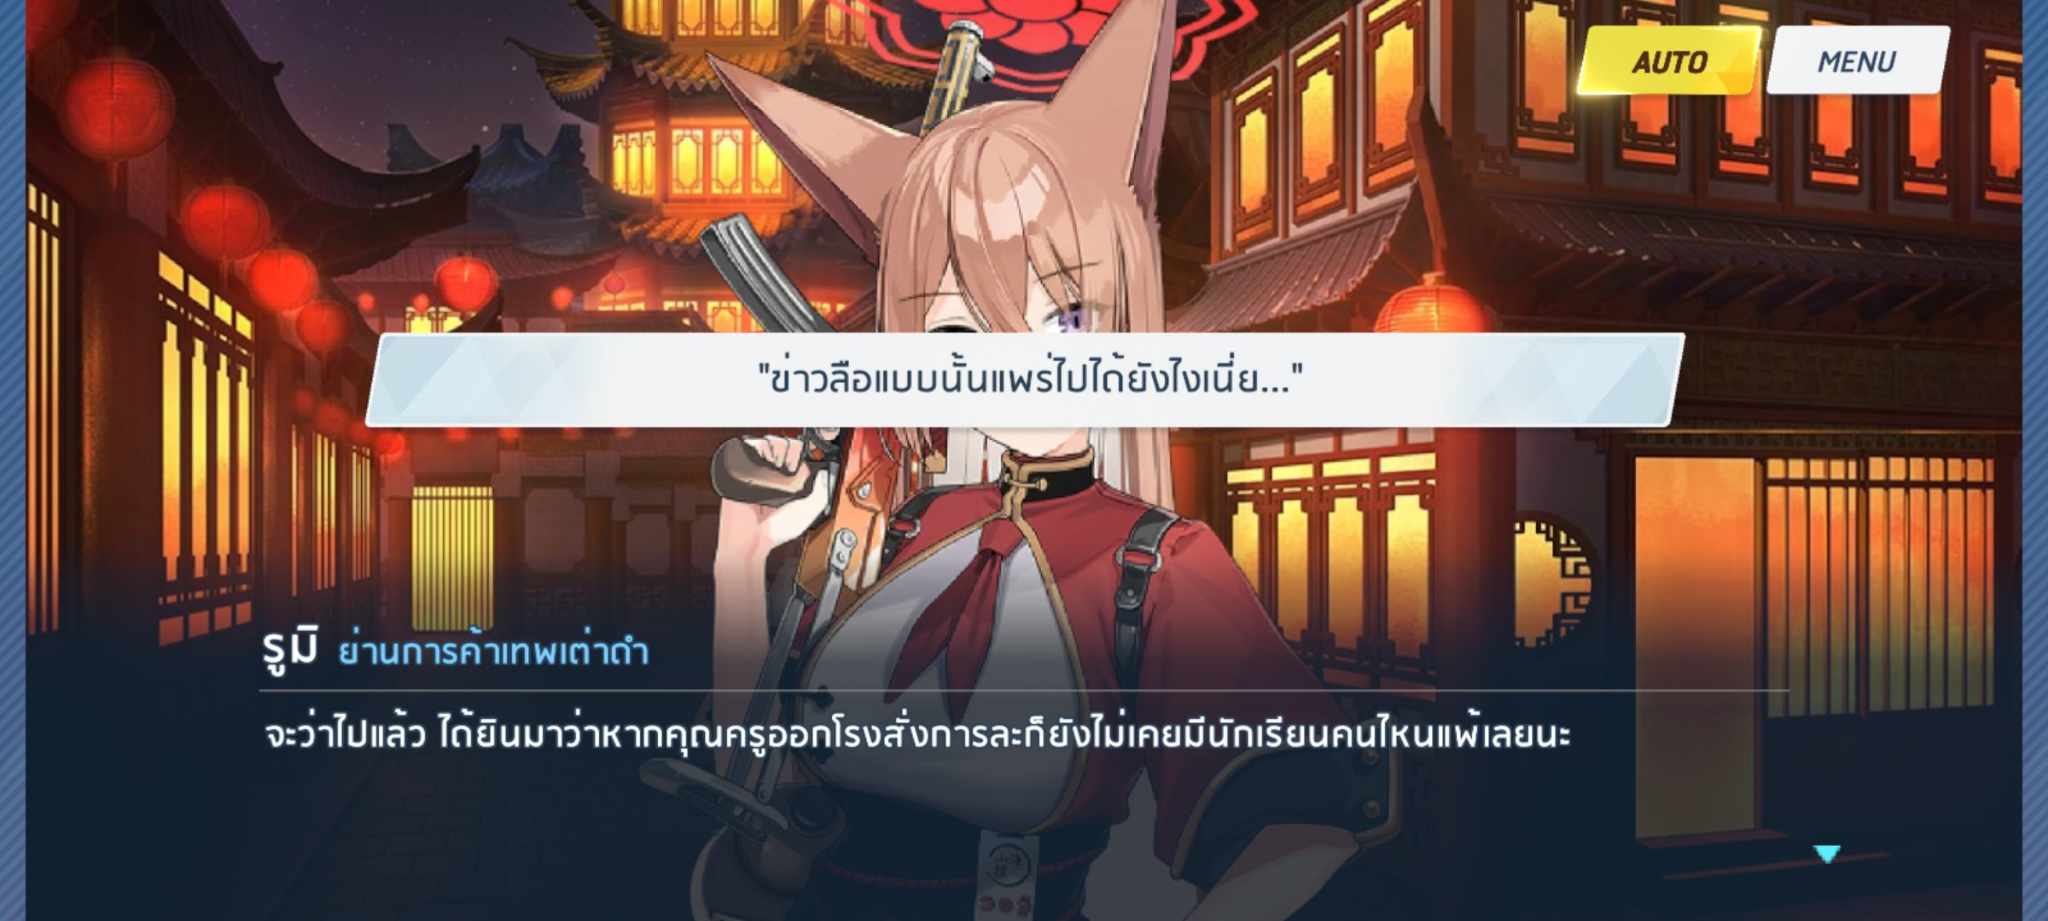 AUTO
MENU
"ข่าวลือแบบนั้นแพร่ไปได้ยังไงเนี่ย..."
รูมิ ย่านการค้าเทพเต่าดำ
จะว่าไปแล้ว ได้ยินมาว่าหากคุณครูออกโรงสั่งการละก็ยังไม่เคยมีนักเรียนคนไหนแพ้เลยนะ